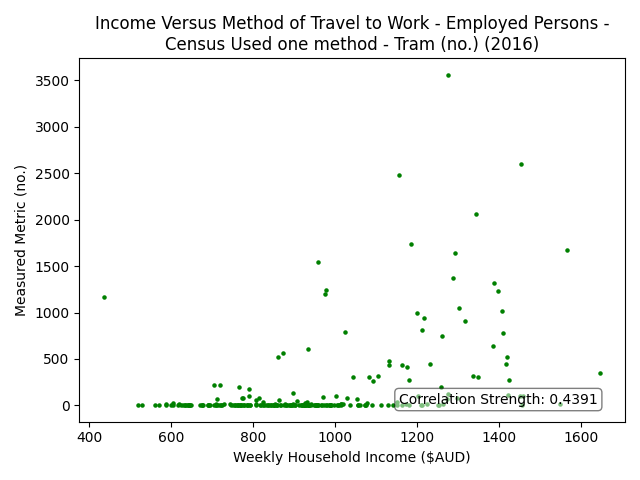 Income Versus Method of Travel to Work - Employed Persons -
Census Used one method - Tram (no.) (2016)
Measured Metric (no.)
3500
3000
2500
2000
1500
1000
500
0
Correlation Strength: 0.4391
400 600 800 1000 1200 1400 1600
Weekly Household Income ($AUD)